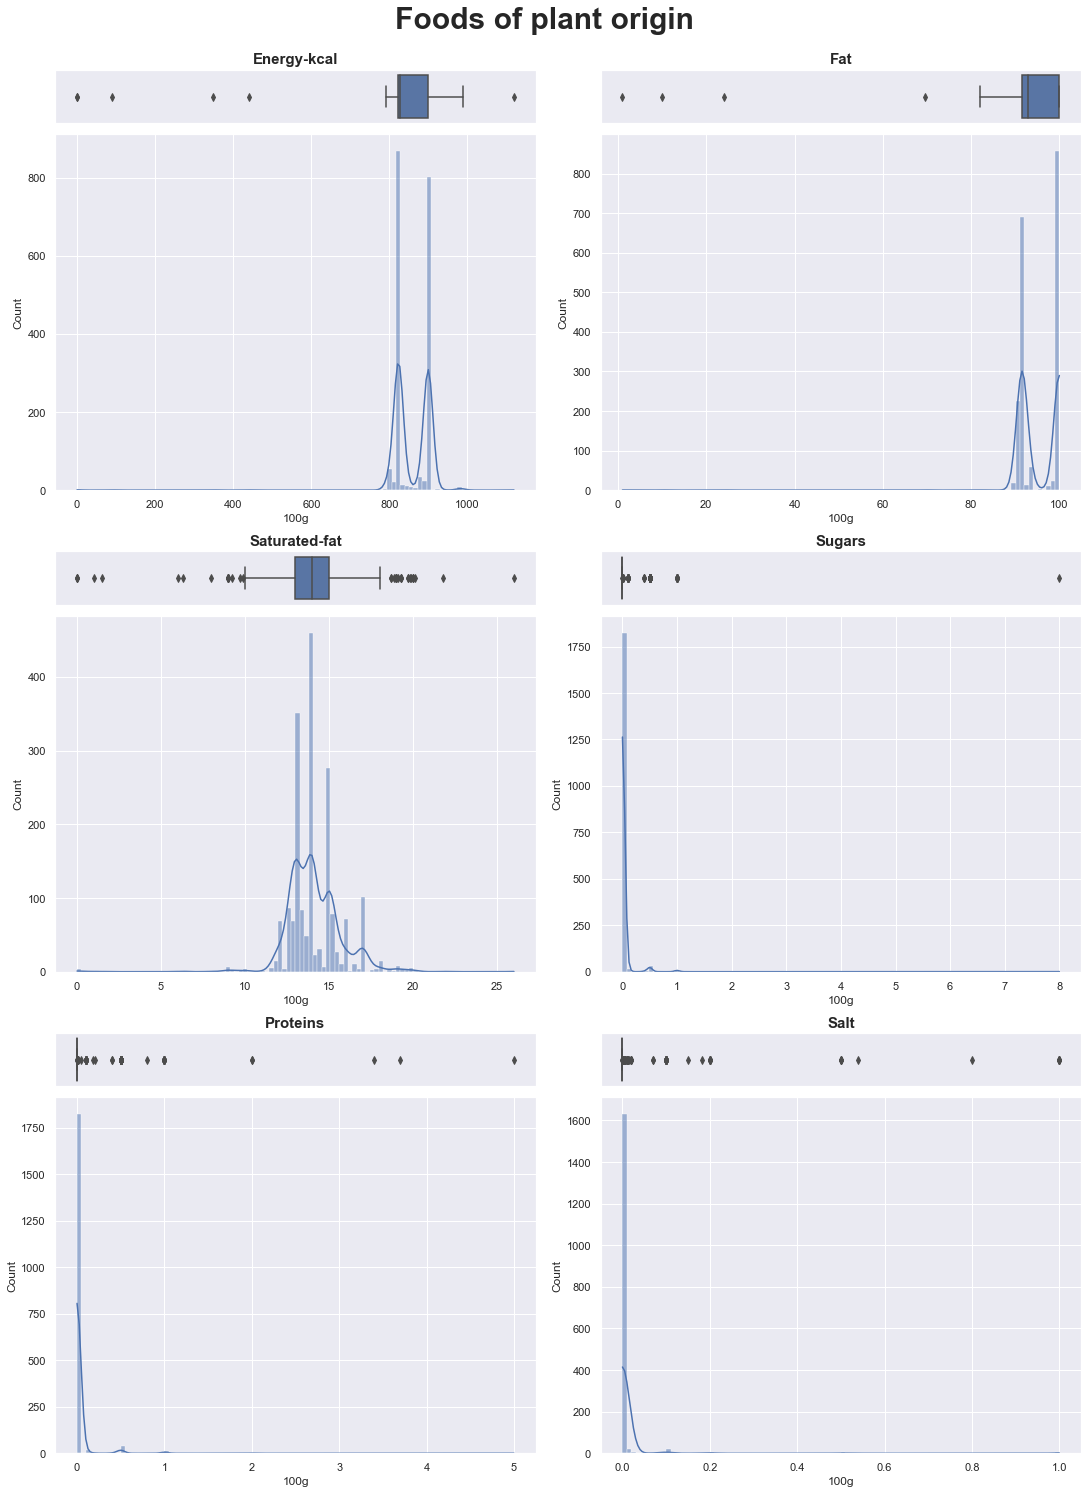 Foods of plant origin
Energy-kcal
Fat
Count
800
600
400
200
0
0 200 400 600 800 1000
100g
Count
800
700
600
500
400
300
200
100
0
0 20 40 60 80 100
100g
Saturated-fat
Sugars
Count
400
300
200
100
0
0 5 10 15 20 25
100g
Count
1750
1500
1250
1000
750
500
250
0
0 1 2 3 4 5 6 7 8
100g
Proteins
Salt
Count
1750
1500
1250
1000
750
500
250
0
0 1 2 3 4 5
100g
Count
1600
1400
1200
1000
800
600
400
200
0
0.0 0.2 0.4 0.6 0.8 1.0
100g